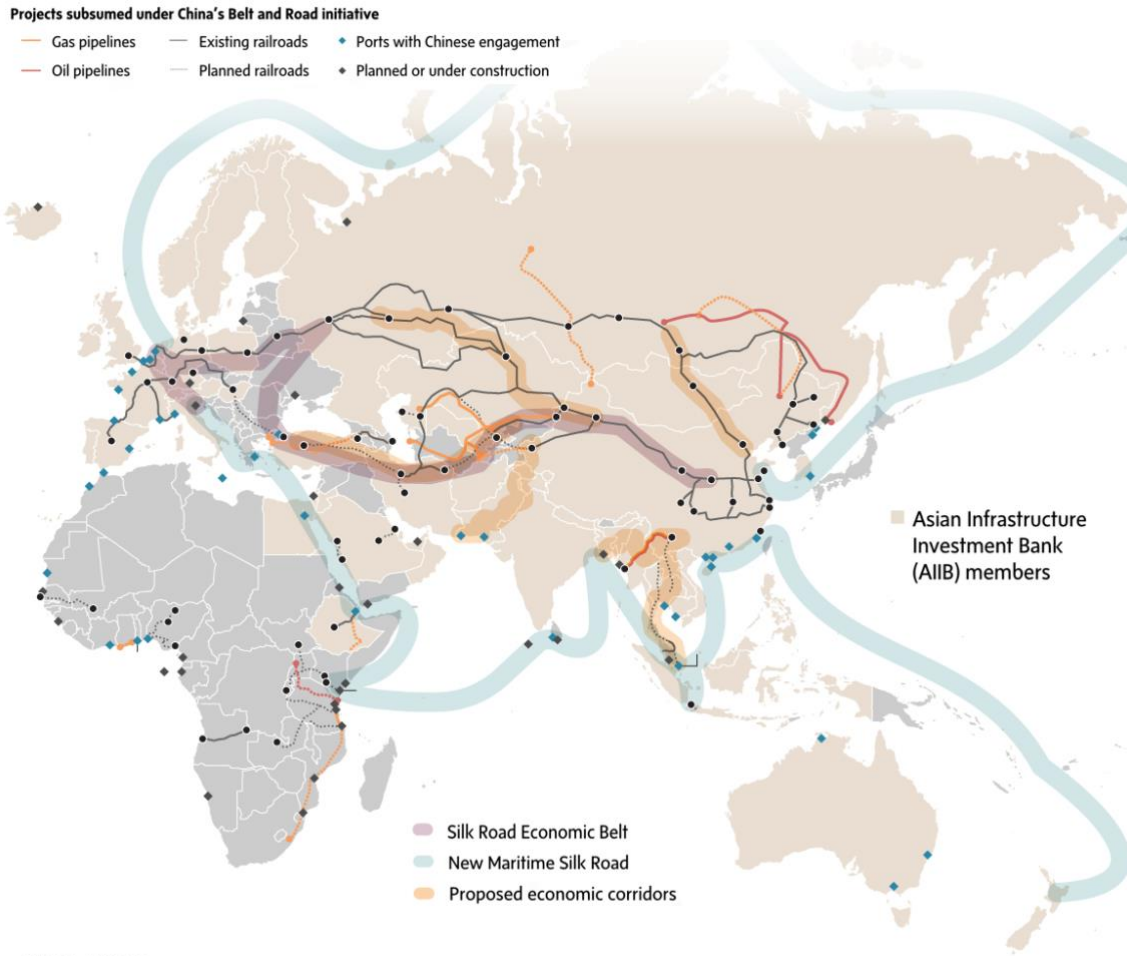 Projects subsumed under China's Belt and Road initiative
Gas pipelines
Existing railroads
Ports with Chinese engagement
Oil pipelines
Planned railroads
Planned or under construction
Asian Infrastructure
Investment Bank
(AIIB) members
Silk Road Economic Belt
New Maritime Silk Road
Proposed economic corridors